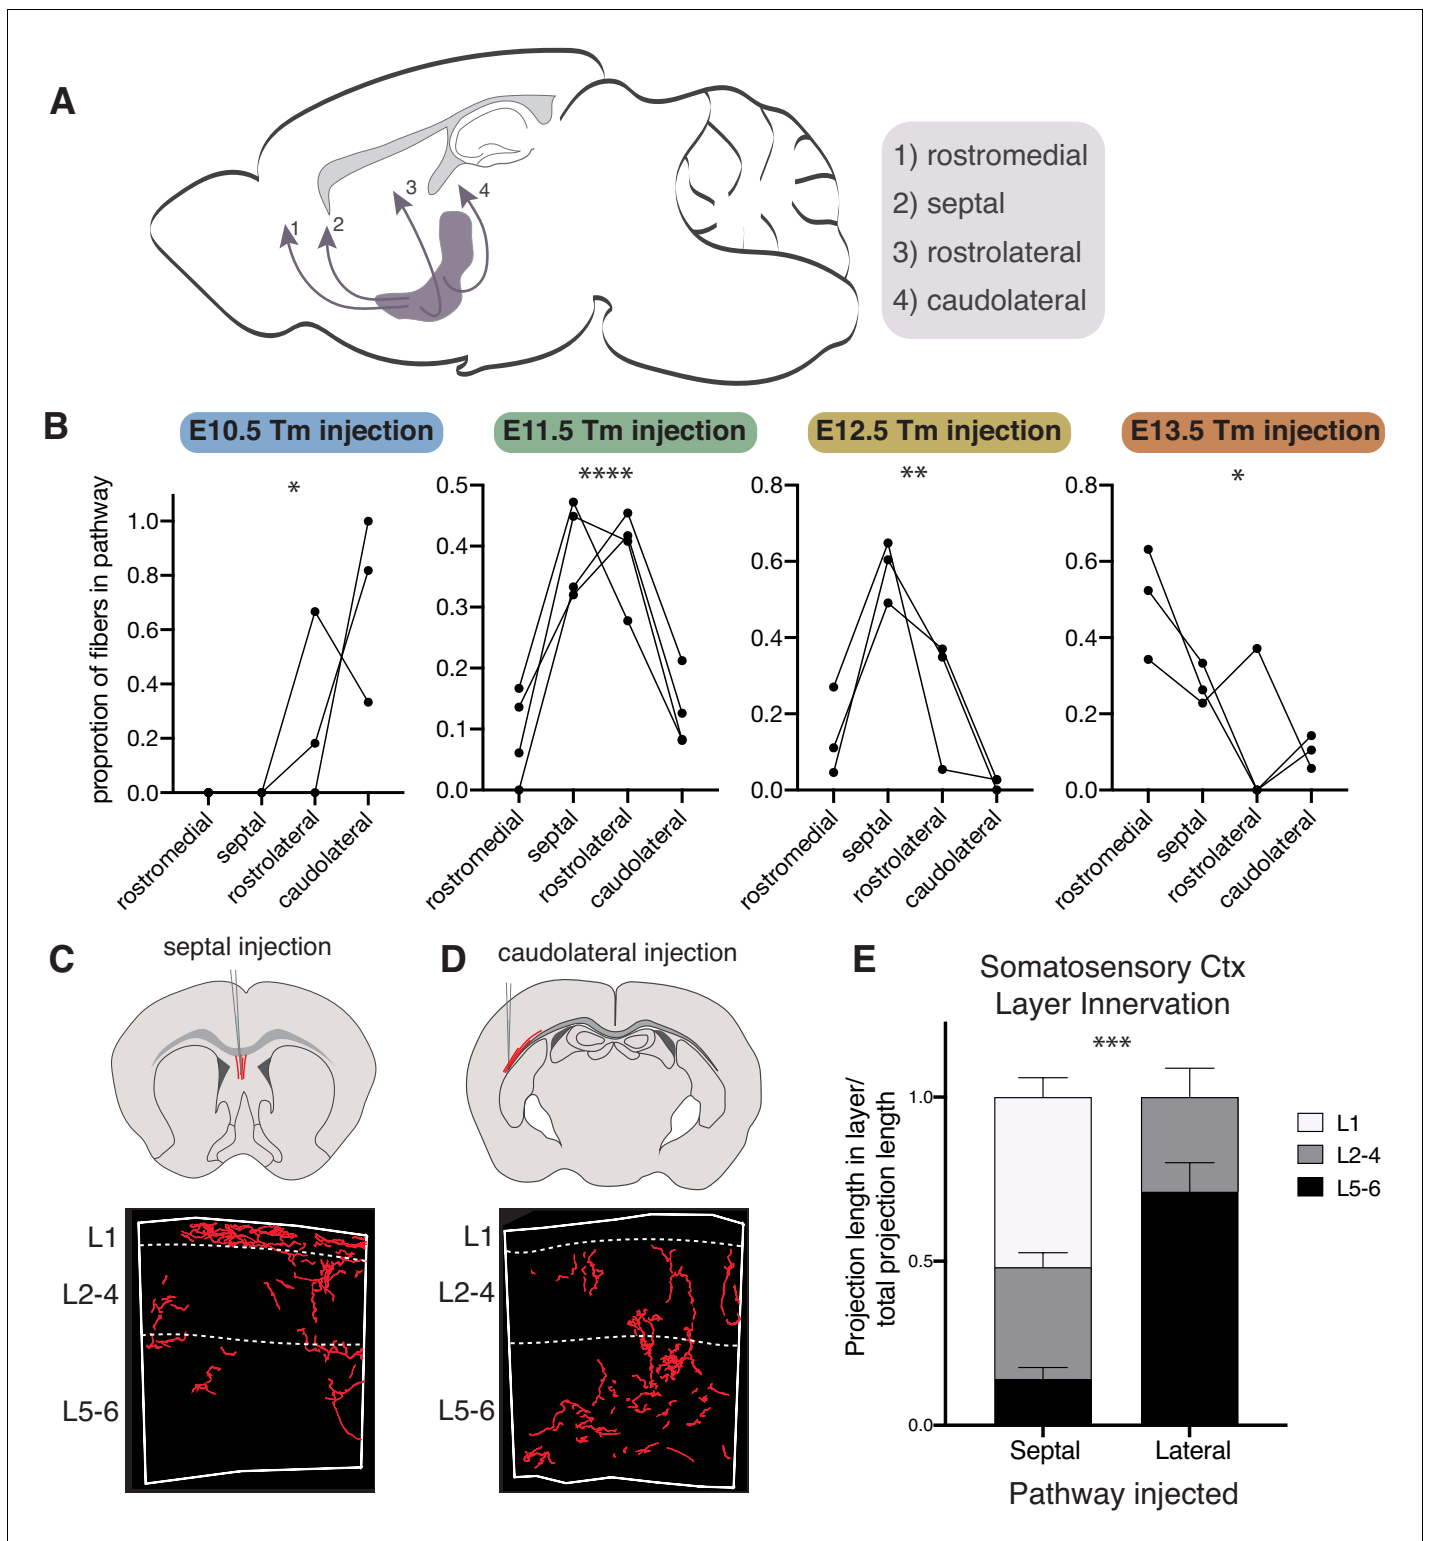 A
1
2
3
4
1) rostromedial
2) septal
3) rostrolateral
4) caudolateral
B
E10.5 Tm injection
E11.5 Tm injection
E12.5 Tm injection
E13.5 Tm injection
proprotion of fibers in pathway
*
1.0
0.8
0.6
0.4
0.2
0.0
rostromedial
septal
rostrolateral
caudolateral
****
0.5
0.4
0.3
0.2
0.1
0.0
rostromedial
septal
rostrolateral
caudolateral
**
0.8
0.6
0.4
0.2
0.0
rostromedial
septal
rostrolateral
caudolateral
*
0.8
0.6
0.4
0.2
0.0
rostromedial
septal
rostrolateral
caudolateral
C
septal injection
L1
L2-4
L5-6
D
caudolateral injection
L1
L2-4
L5-6
E
Somatosensory Ctx
Layer Innervation
***
Projection length in layer/
total projection length
1.0
0.5
0.0
Septal
Lateral
Pathway injected
L1
L2-4
L5-6